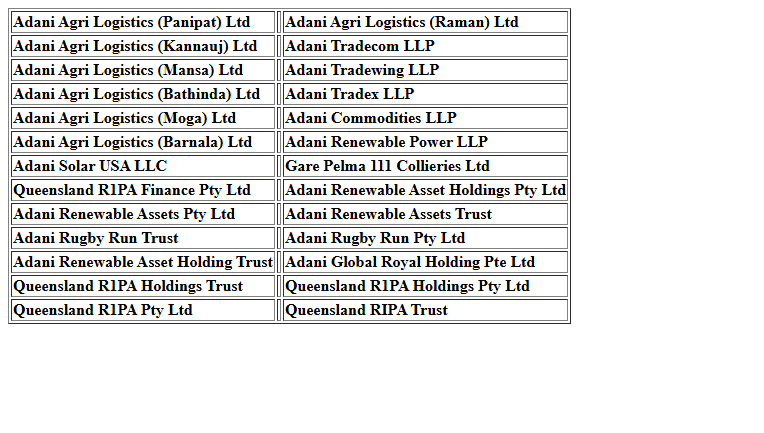 Adani Agri Logistics (Panipat) Ltd Adani Agri Logistics (Raman) Ltd
Adani Agri Logistics (Kannauj) Ltd Adani Tradecom LLP
Adani Agri Logistics (Mansa) Ltd Adani Tradewing LLP
Adani Agri Logistics (Bathinda) Ltd Adani Tradex LLP
Adani Agri Logistics (Moga) Ltd Adani Commodities LLP
Adani Agri Logistics (Barnala) Ltd Adani Renewable Power LLP
Adani Solar USA LLC Gare Pelma 111 Collieries Ltd
Queensland R1PA Finance Pty Ltd Adani Renewable Asset Holdings Pty Ltd
Adani Renewable Assets Pty Ltd Adani Renewable Assets Trust
Adani Rugby Run Trust Adani Rugby Run Pty Ltd
Adani Renewable Asset Holding Trust Adani Global Royal Holding Pte Ltd
Queensland R1PA Holdings Trust Queensland R1PA Holdings Pty Ltd
Queensland R1PA Pty Ltd Queensland RIPA Trust